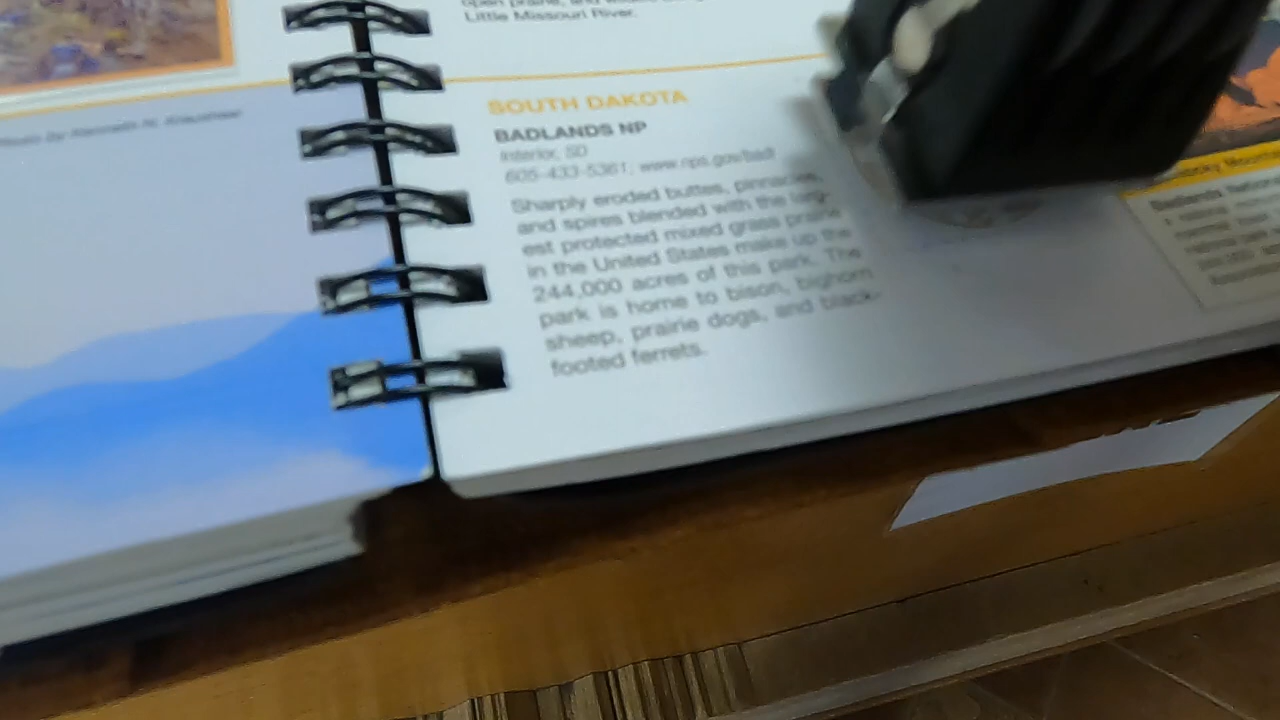 Little Missouri River.
SOUTH DAKOTA
BADLANDS NP
Interior, SD
605-433-5361; www.nps.gov/badl
Sharply eroded buttes, pinnacles,
and spires blended with the larg-
est protected mixed grass prairie
in the United States make up the
244,000 acres of this park. The
park is home to bison, bighorn
sheep, prairie dogs, and black-
footed ferrets.
Badlands National